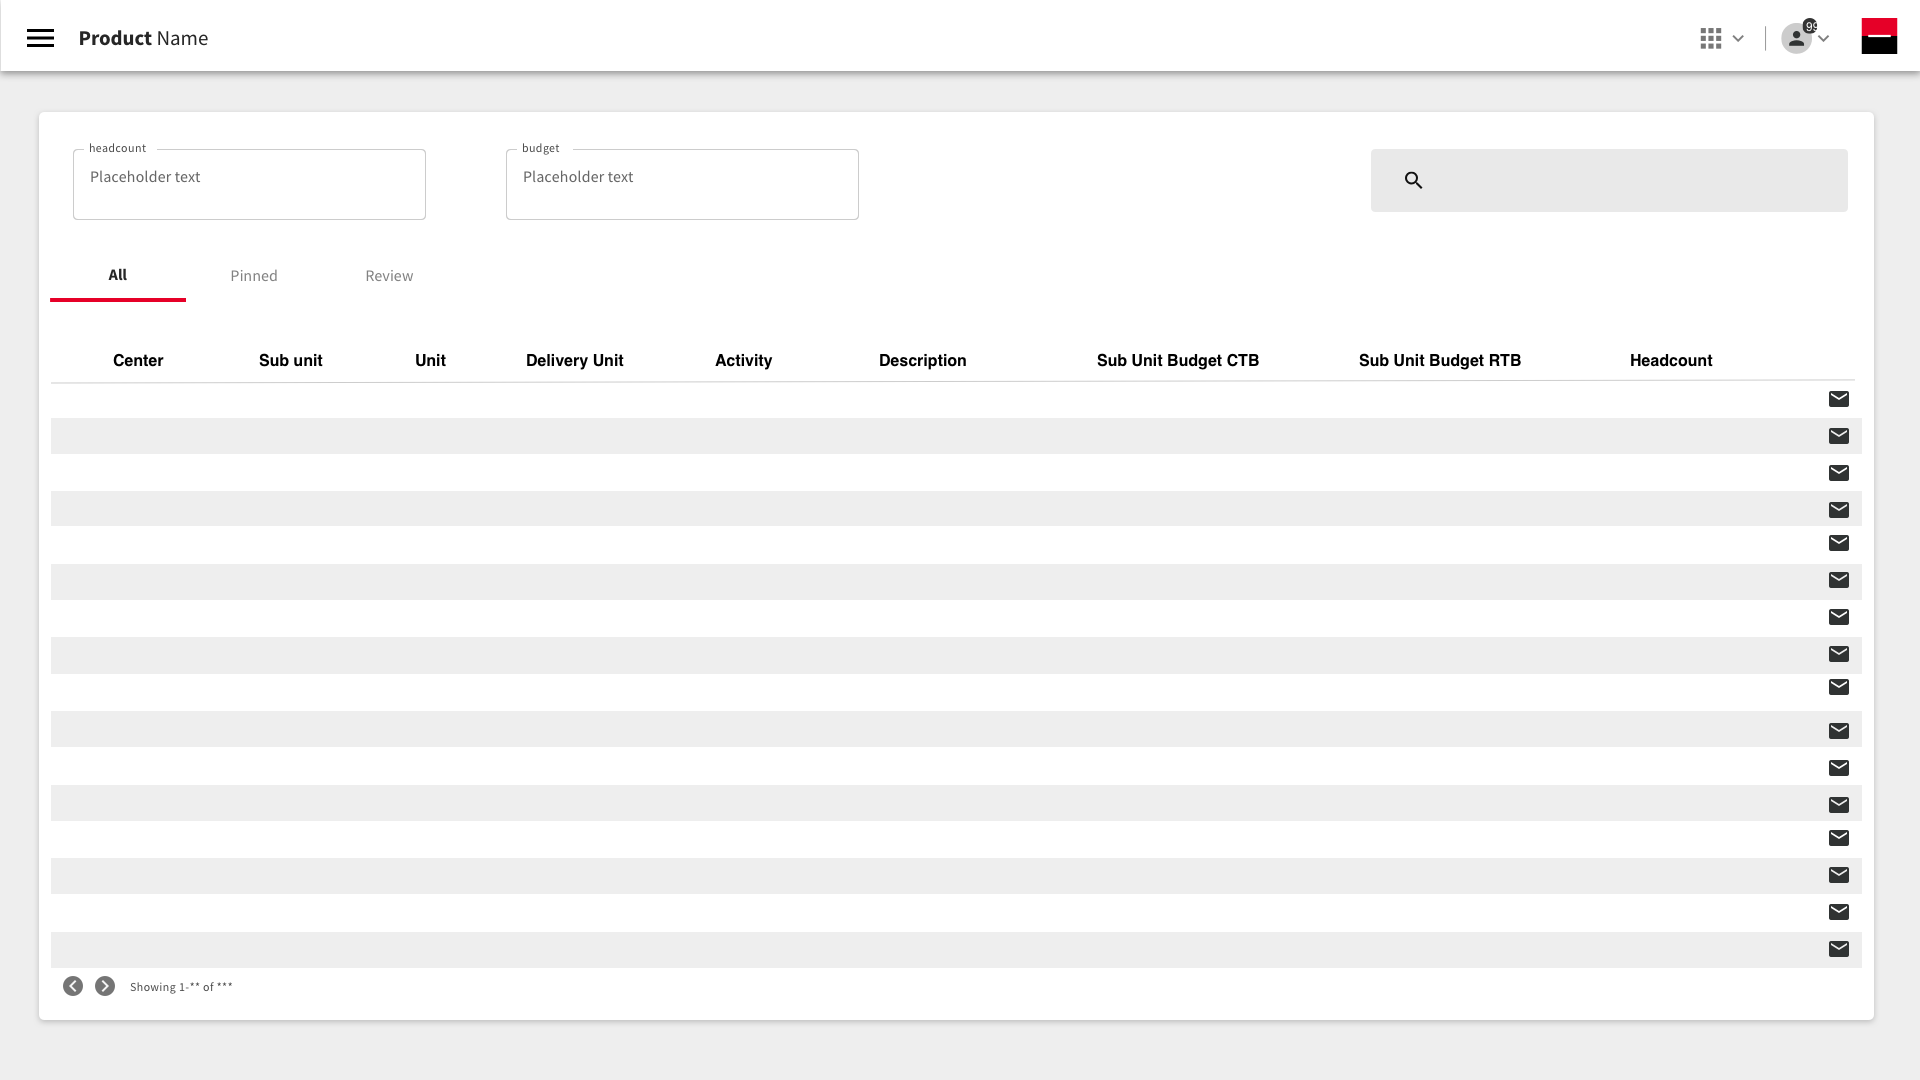 Product Name
99
headcount
Placeholder text
budget
Placeholder text
All
Pinned
Review
Center
Sub unit
Unit
Delivery Unit
Activity
Description
Sub Unit Budget CTB
Sub Unit Budget RTB
Headcount
Showing 1-** of ***